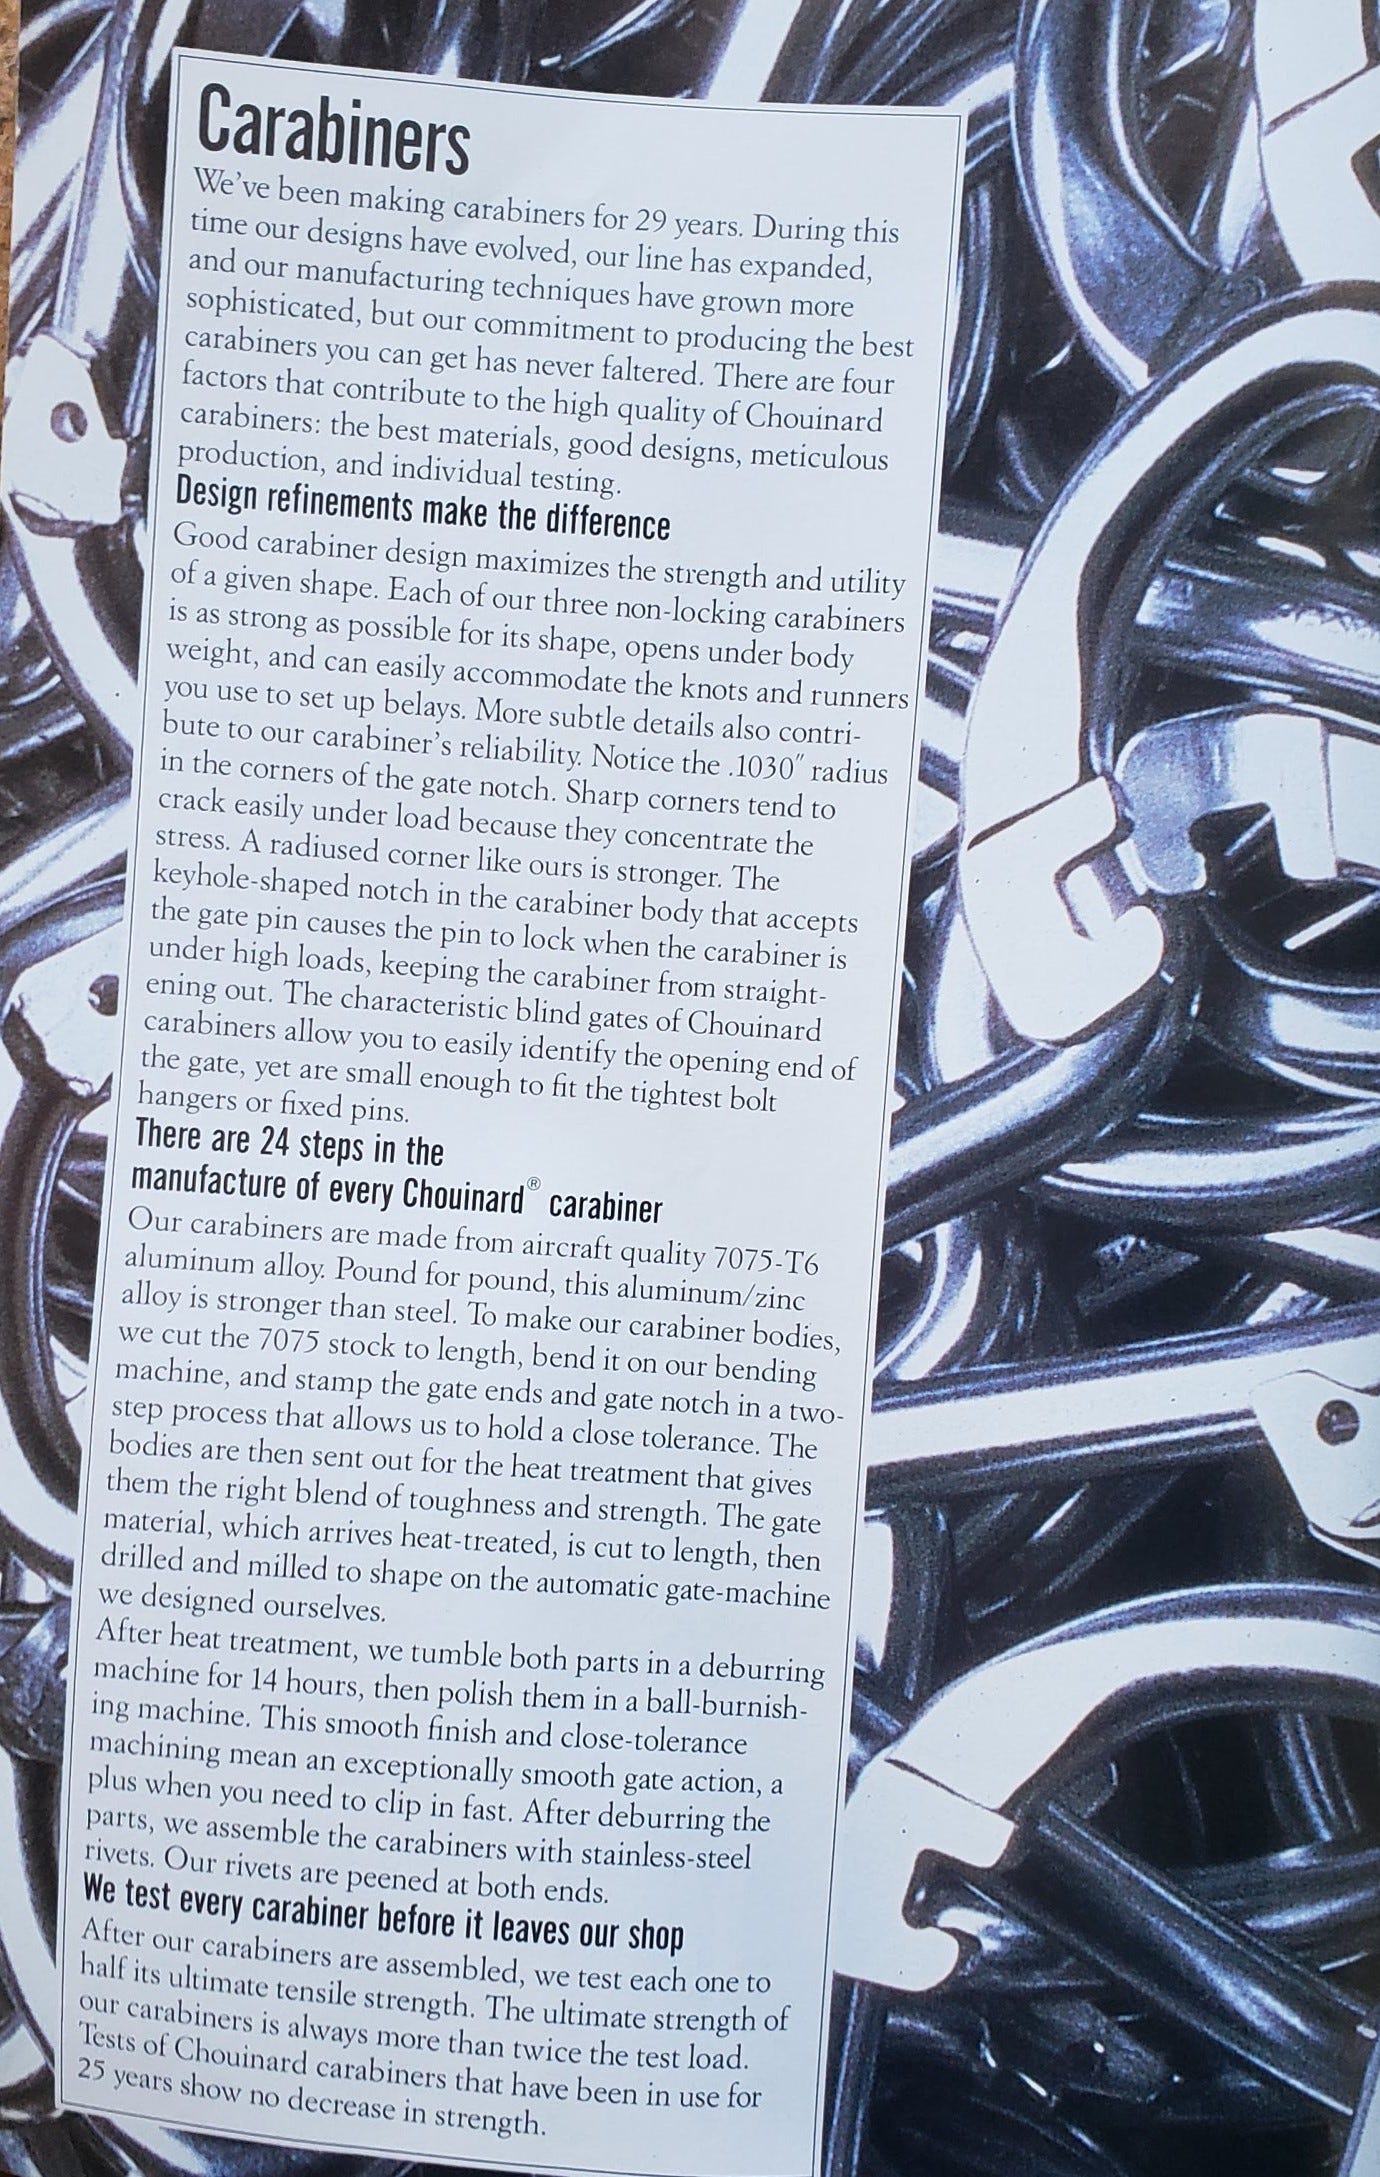 Carabiners
We've been making carabiners for 29 years. During this
time our designs have evolved, our line has expanded,
and our manufacturing techniques have grown more
sophisticated, but our commitment to producing the best
carabiners you can get has never faltered. There are four
factors that contribute to the high quality of Chouinard
carabiners: the best materials, good designs, meticulous
production, and individual testing.
Design refinements make the difference
Good carabiner design maximizes the strength and utility
of a given shape. Each of our three non-locking carabiners
is as strong as possible for its shape, opens under body
weight, and can easily accommodate the knots and runners
you use to set up belays. More subtle details also contri-
bute to our carabiner's reliability. Notice the .1030″ radius
in the corners of the gate notch. Sharp corners tend to
crack easily under load because they concentrate the
stress. A radiused corner like ours is stronger. The
keyhole-shaped notch in the carabiner body that accepts
the gate pin causes the pin to lock when the carabiner is
under high loads, keeping the carabiner from straight-
ening out. The characteristic blind gates of Chouinard
carabiners allow you to easily identify the opening end of
the gate, yet are small enough to fit the tightest bolt
hangers or fixed pins.
There are 24 steps in the
manufacture of every Chouinard® carabiner
Our carabiners are made from aircraft quality 7075-T6
aluminum alloy. Pound for pound, this aluminum/zinc
alloy is stronger than steel. To make our carabiner bodies,
we cut the 7075 stock to length, bend it on our bending
machine, and stamp the gate ends and gate notch in a two-
step process that allows us to hold a close tolerance. The
bodies are then sent out for the heat treatment that gives
them the right blend of toughness and strength. The gate
material, which arrives heat-treated, is cut to length, then
drilled and milled to shape on the automatic gate-machine
we designed ourselves.
After heat treatment, we tumble both parts in a deburring
machine for 14 hours, then polish them in a ball-burnish-
ing machine. This smooth finish and close-tolerance
machining mean an exceptionally smooth gate action, a
plus when you need to clip in fast. After deburring the
parts, we assemble the carabiners with stainless-steel
rivets. Our rivets are peened at both ends.
We test every carabiner before it leaves our shop
After our carabiners are assembled, we test each one to
half its ultimate tensile strength. The ultimate strength of
our carabiners is always more than twice the test load.
Tests of Chouinard carabiners that have been in use for
25 years show no decrease in strength.